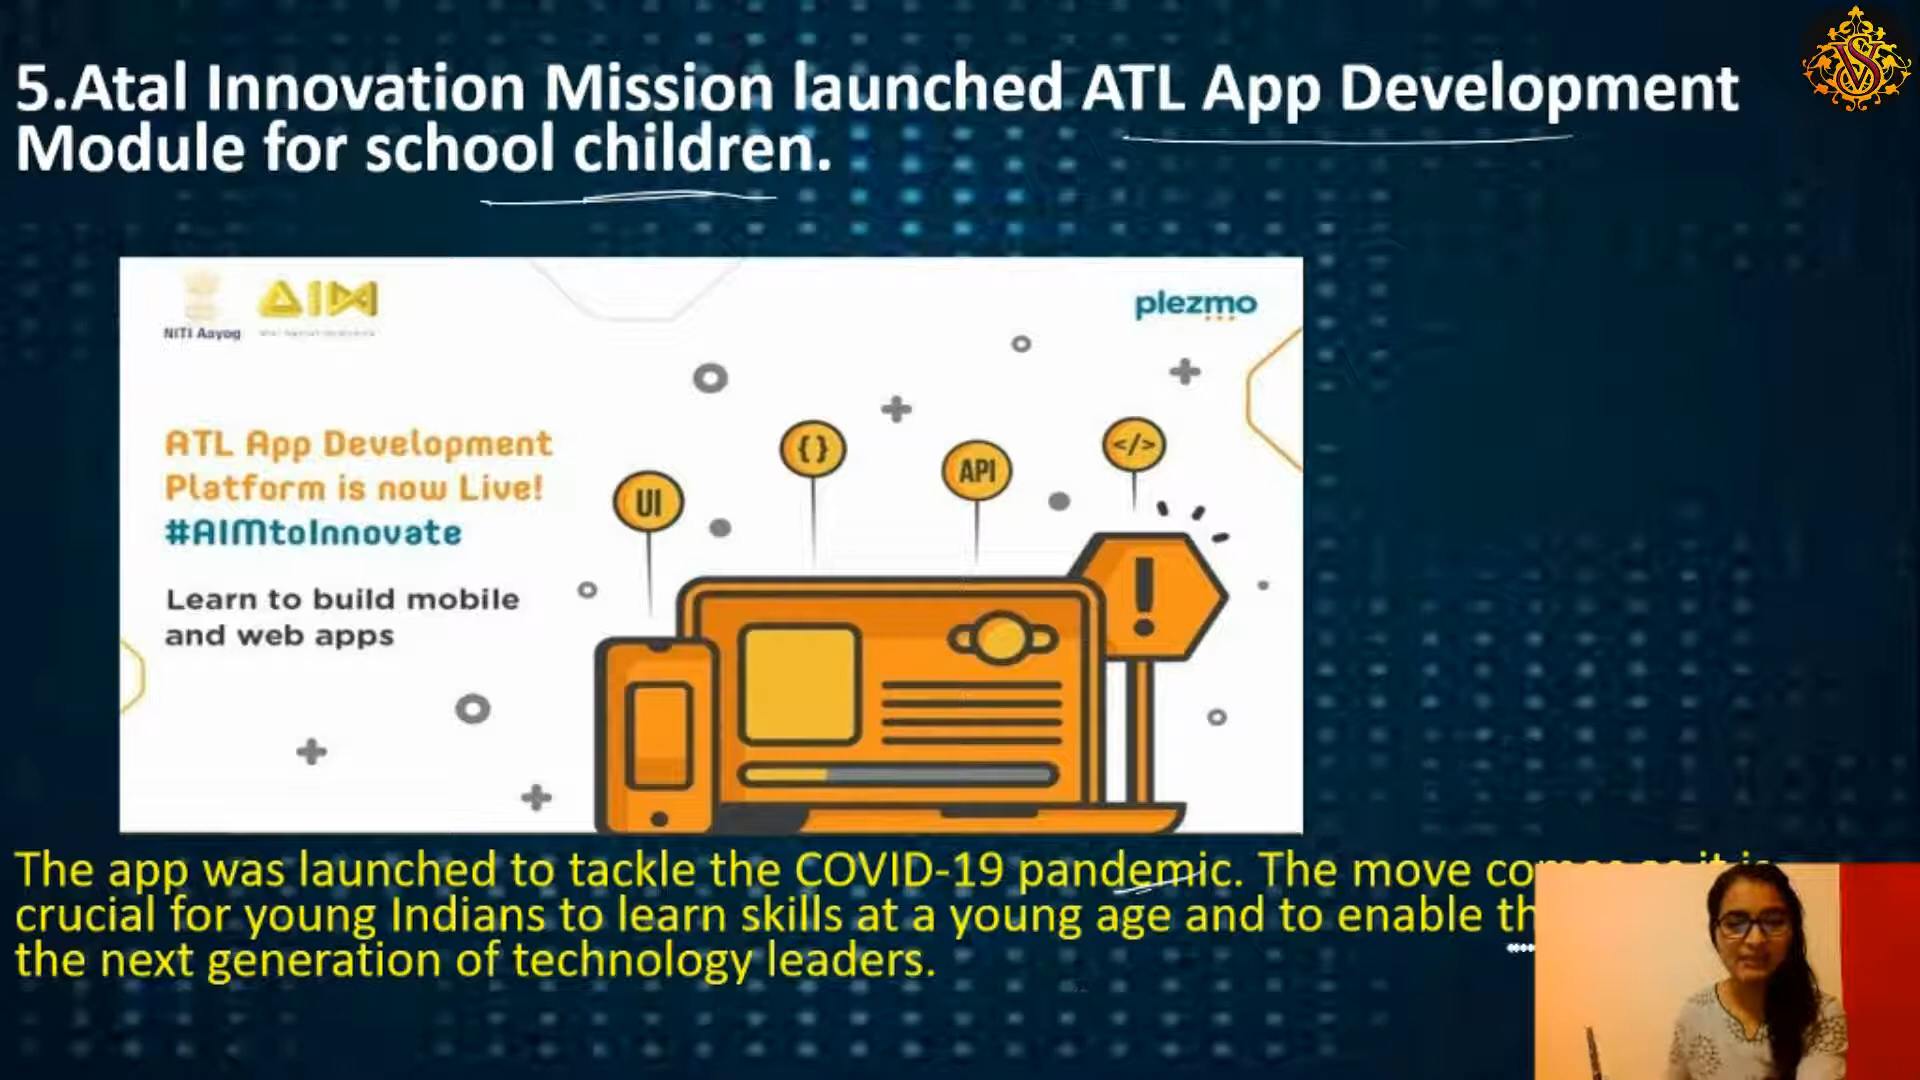 5.Atal Innovation Mission launched ATL App Development
Module for school children.
NITI Aayog
AIM
plezmo
ATL App Development
Platform is now Live!
#AIMtoInnovate
Learn to build mobile
and web apps
UI
{ }
API
</>
!
The app was launched to tackle the COVID-19 pandemic. The move
crucial for young Indians to learn skills at a young age and to enable
the next generation of technology leaders.